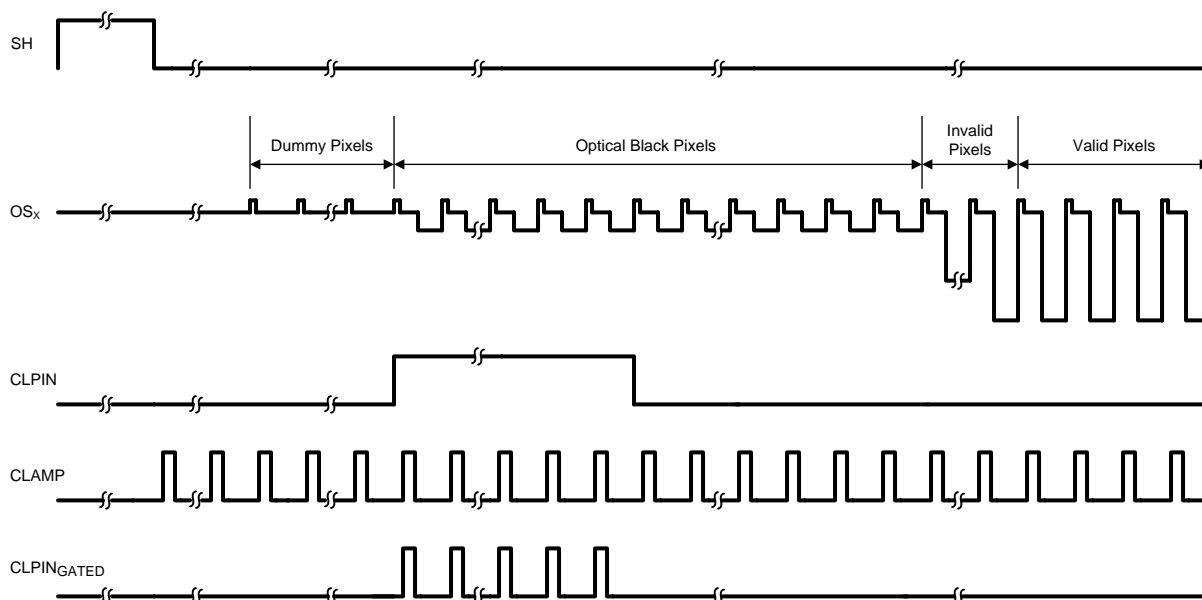 SH
Dummy Pixels
Optical Black Pixels
Invalid
Pixels
Valid Pixels
OSX
CLPIN
CLAMP
CLPINGATED